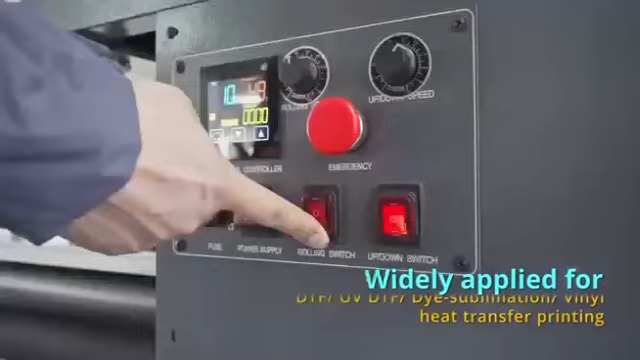 UP/DOWN SPEED
EMERGENCY
CONTROLLER
FUSE
POWER SUPPLY
ROLLING SWITCH
UP/DOWN SWITCH
Widely applied for
DTF/ UV DTF/ Dye-sublimation/ Vinyl
heat transfer printing